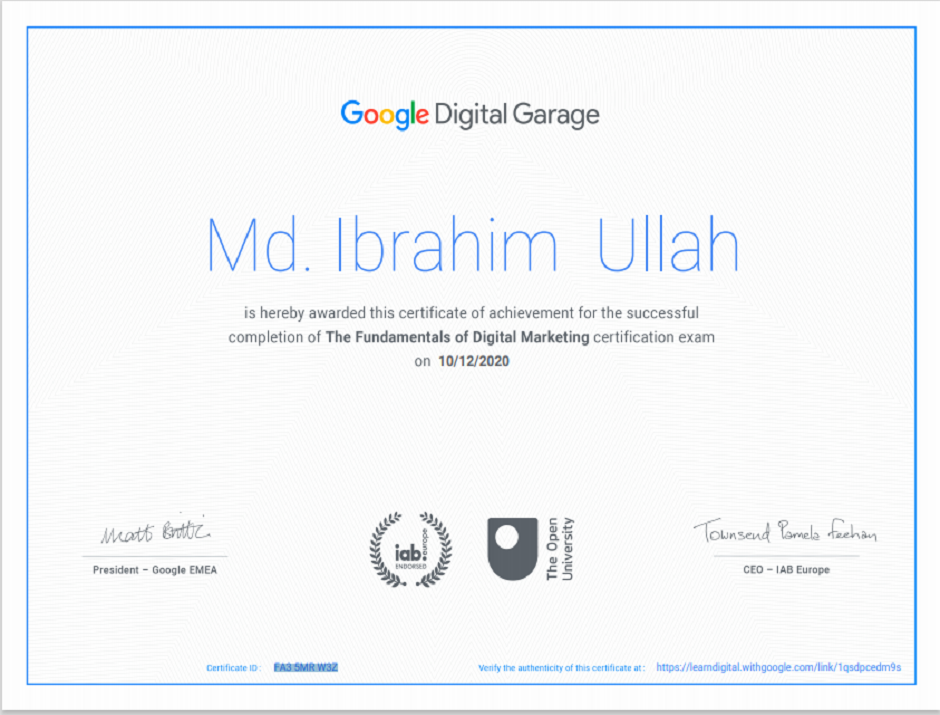 Google Digital Garage
Md. Ibrahim Ullah
is hereby awarded this certificate of achievement for the successful
completion of The Fundamentals of Digital Marketing certification exam
on 10/12/2020
President – Google EMEA
iab europe
ENDORSED
The Open
University
Townsend Pamela Feehan
CEO – IAB Europe
Certificate ID: FA3 5MR W3Z
Verify the authenticity of this certificate at: https://learndigital.withgoogle.com/link/1qsdpcedm9s